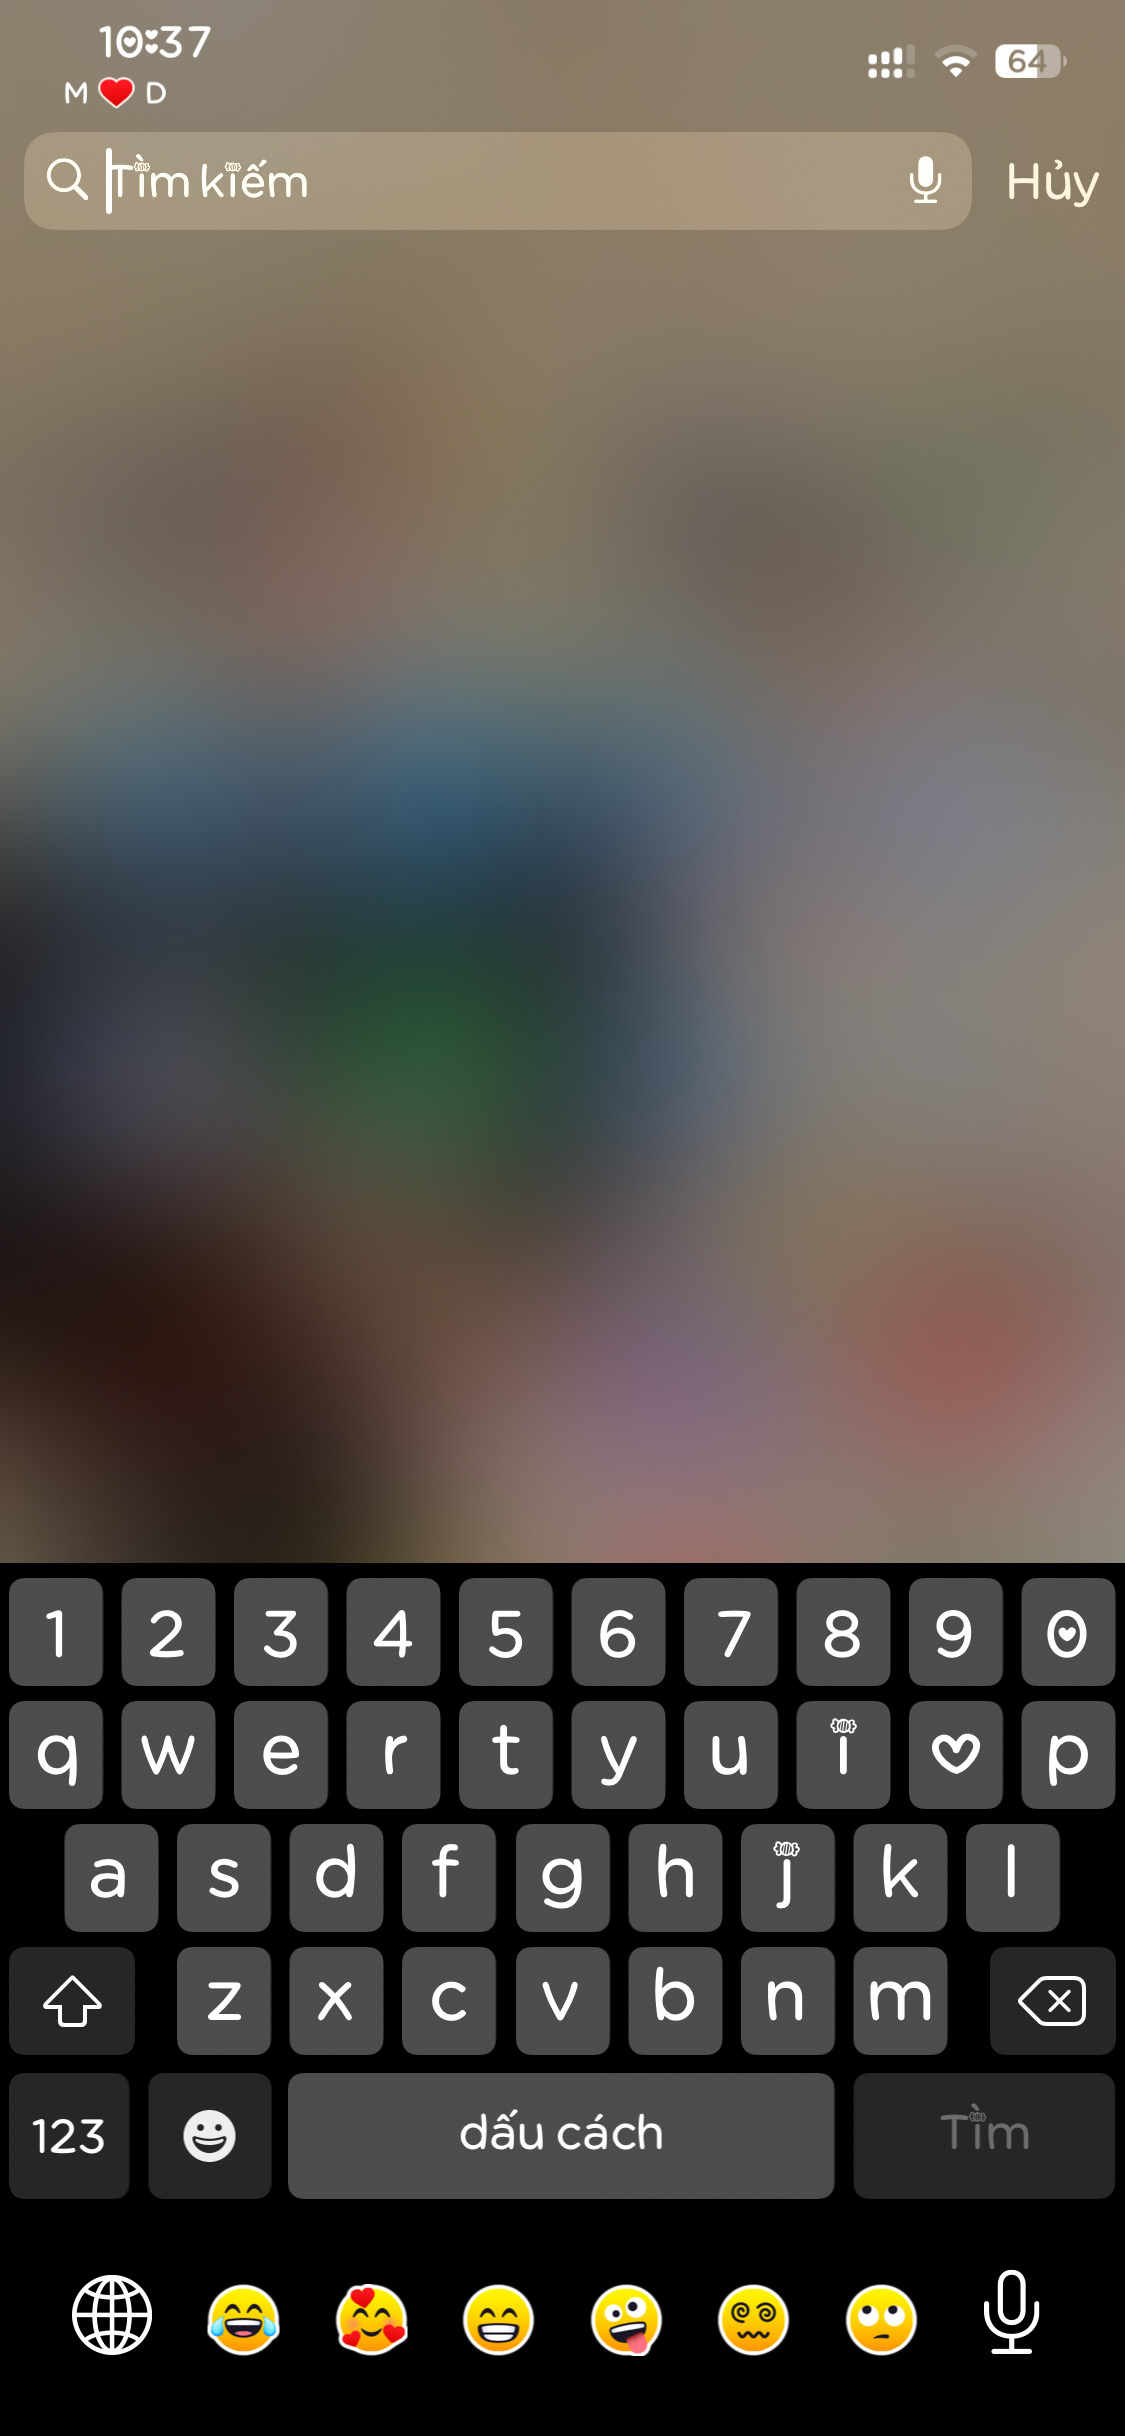 10:37
64
M ❤️ D
Tìm kiếm
Hủy
1 2 3 4 5 6 7 8 9 0
q w e r t y u i ♡ p
a s d f g h j k l
z x c v b n m
123
dấu cách
Tìm